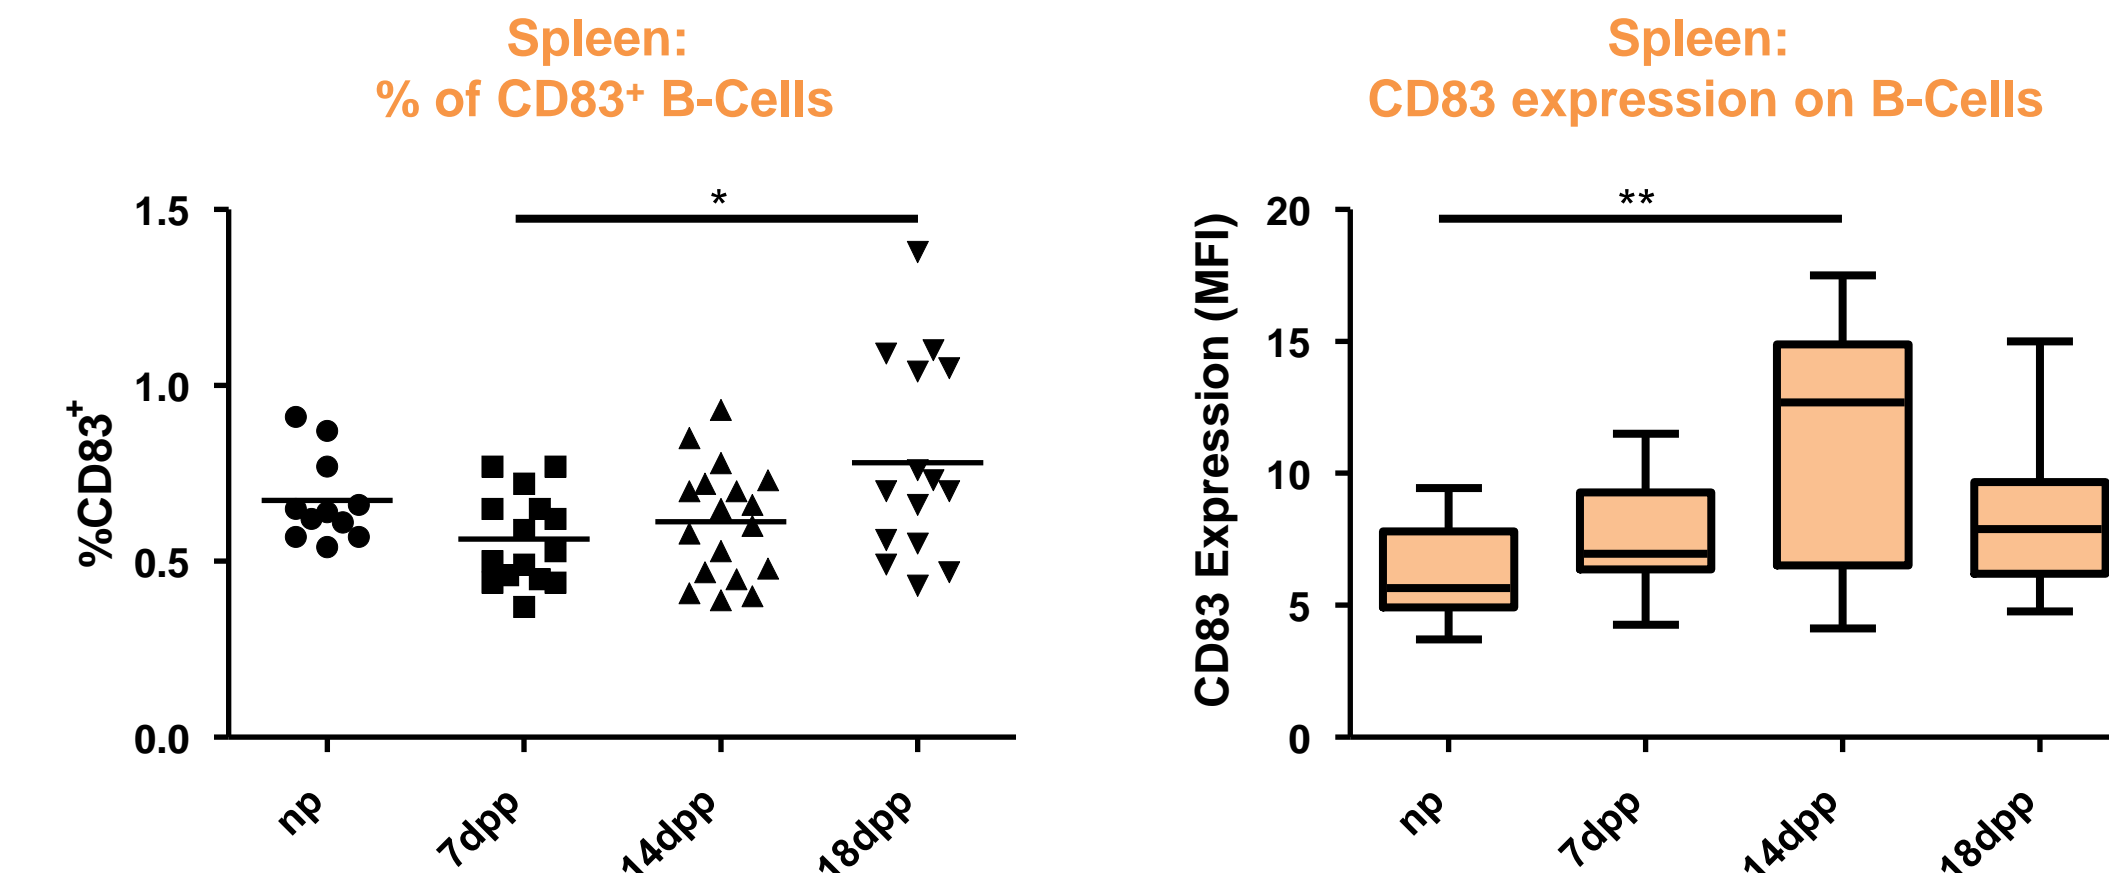 Spleen:
% of CD83⁺ B-Cells
*
1.5
1.0
0.5
0.0
%CD83⁺
np
7dpp
14dpp
18dpp
Spleen:
CD83 expression on B-Cells
**
20
15
10
5
0
CD83 Expression (MFI)
np
7dpp
14dpp
18dpp